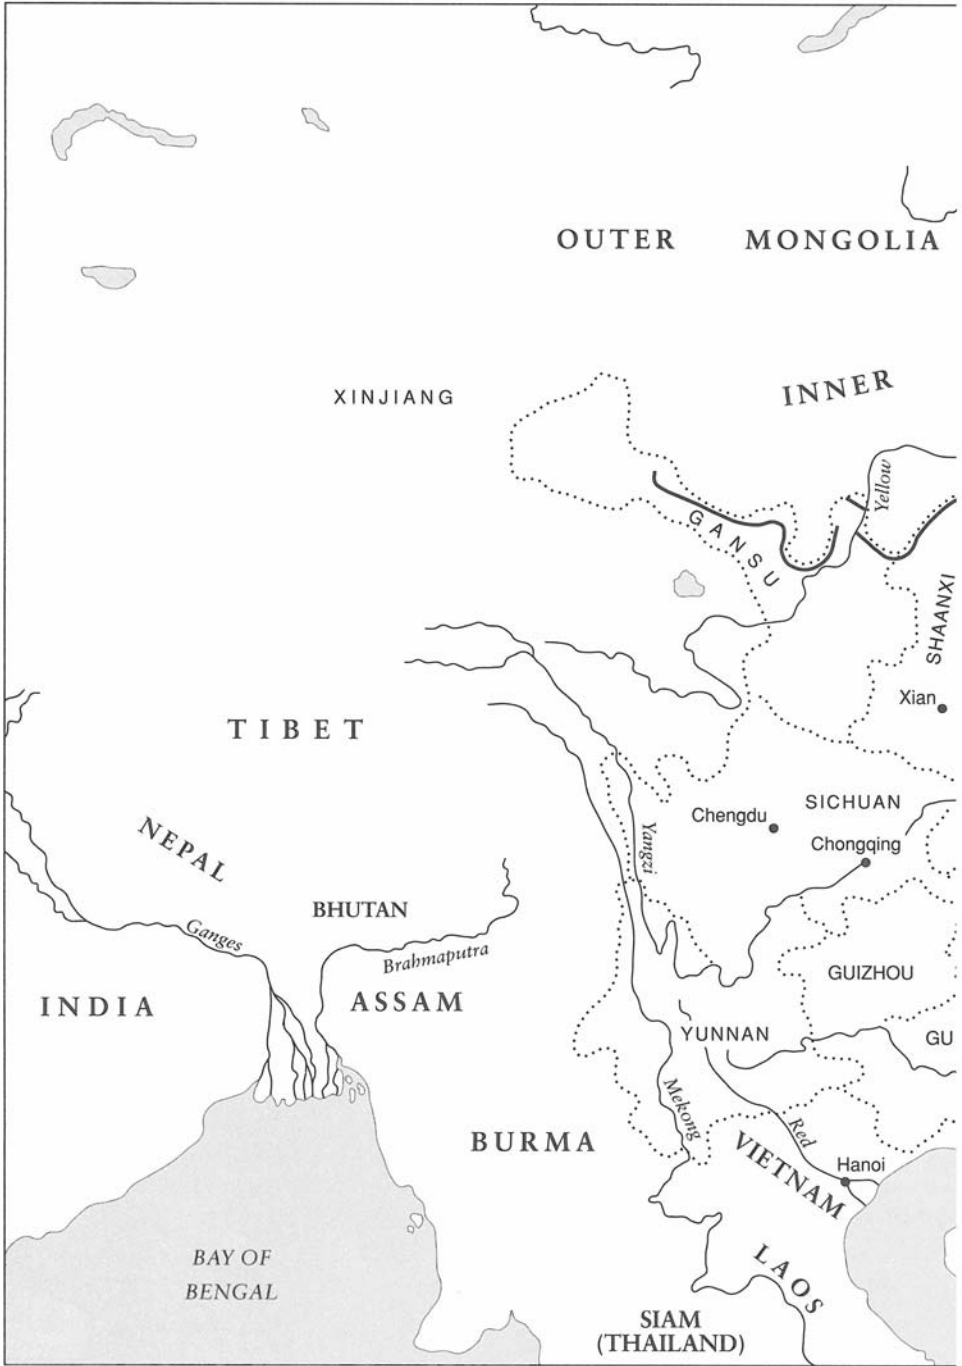 OUTER MONGOLIA
INNER
XINJIANG
Yellow
GANSU
SHAANXI
Xian
TIBET
SICHUAN
Chengdu
Chongqing
Yangzi
NEPAL
BHUTAN
Ganges
Brahmaputra
GUIZHOU
INDIA
ASSAM
YUNNAN
GU
Mekong
Red
BURMA
VIETNAM
Hanoi
BAY OF
BENGAL
LAOS
SIAM
(THAILAND)